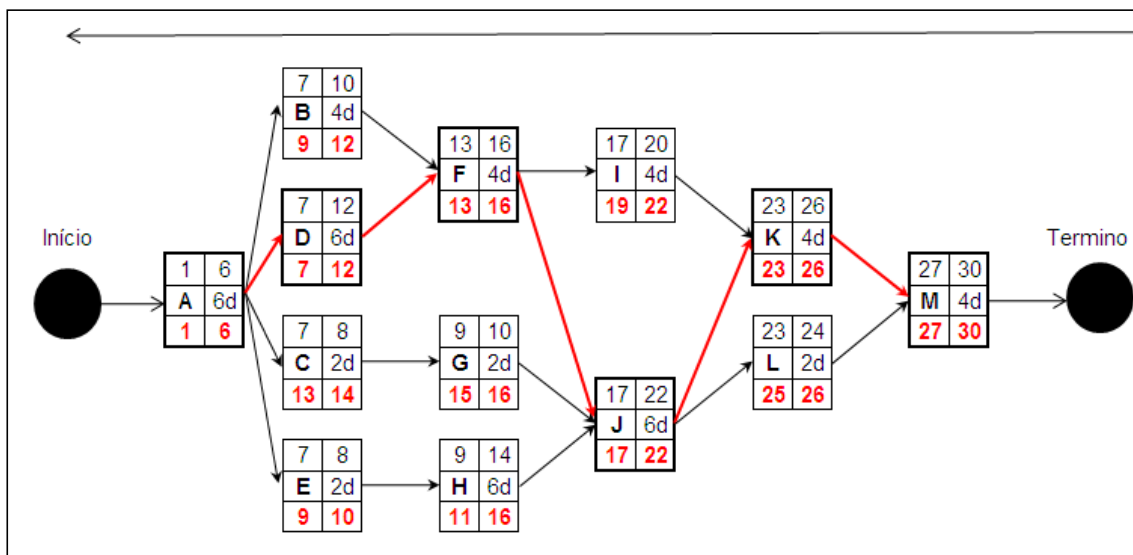 Início
1 6
A 6d
1 6
7 10
B 4d
9 12
7 12
D 6d
7 12
7 8
C 2d
13 14
7 8
E 2d
9 10
13 16
F 4d
13 16
9 10
G 2d
15 16
9 14
H 6d
11 16
17 20
I 4d
19 22
17 22
J 6d
17 22
23 26
K 4d
23 26
23 24
L 2d
25 26
27 30
M 4d
27 30
Termino